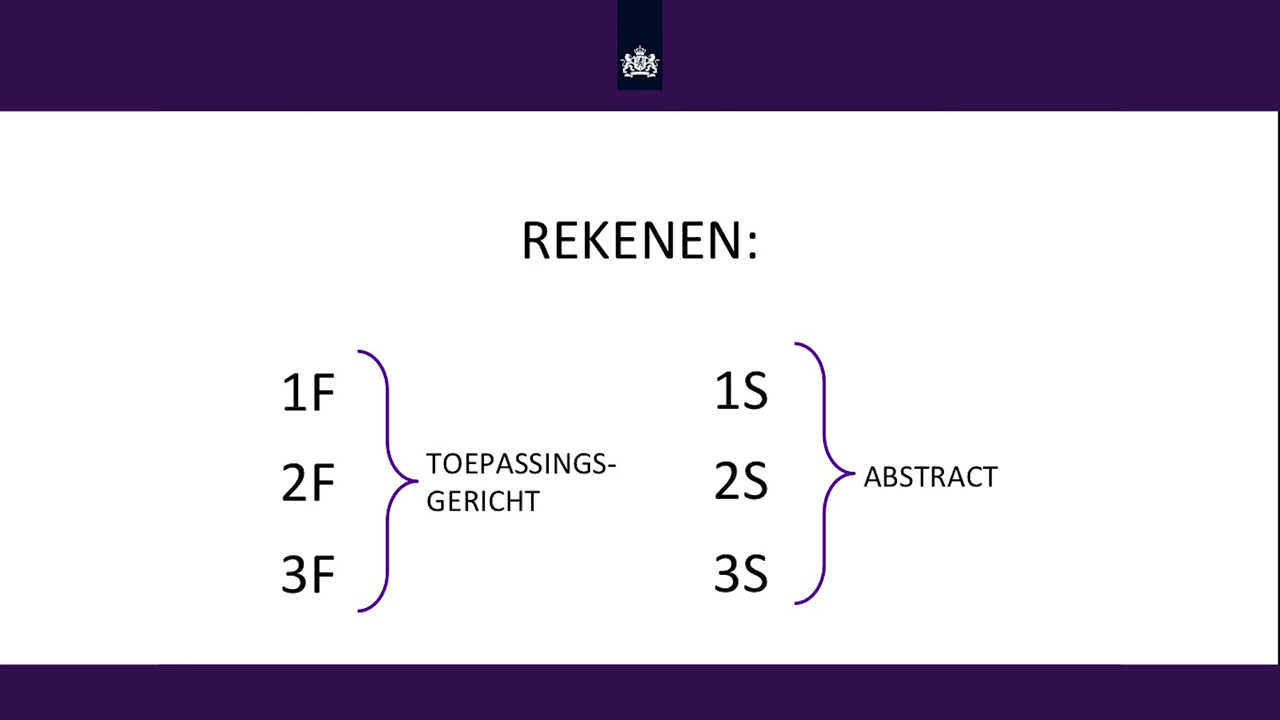 REKENEN:
1F
2F
3F
TOEPASSINGS-
GERICHT
1S
2S
3S
ABSTRACT